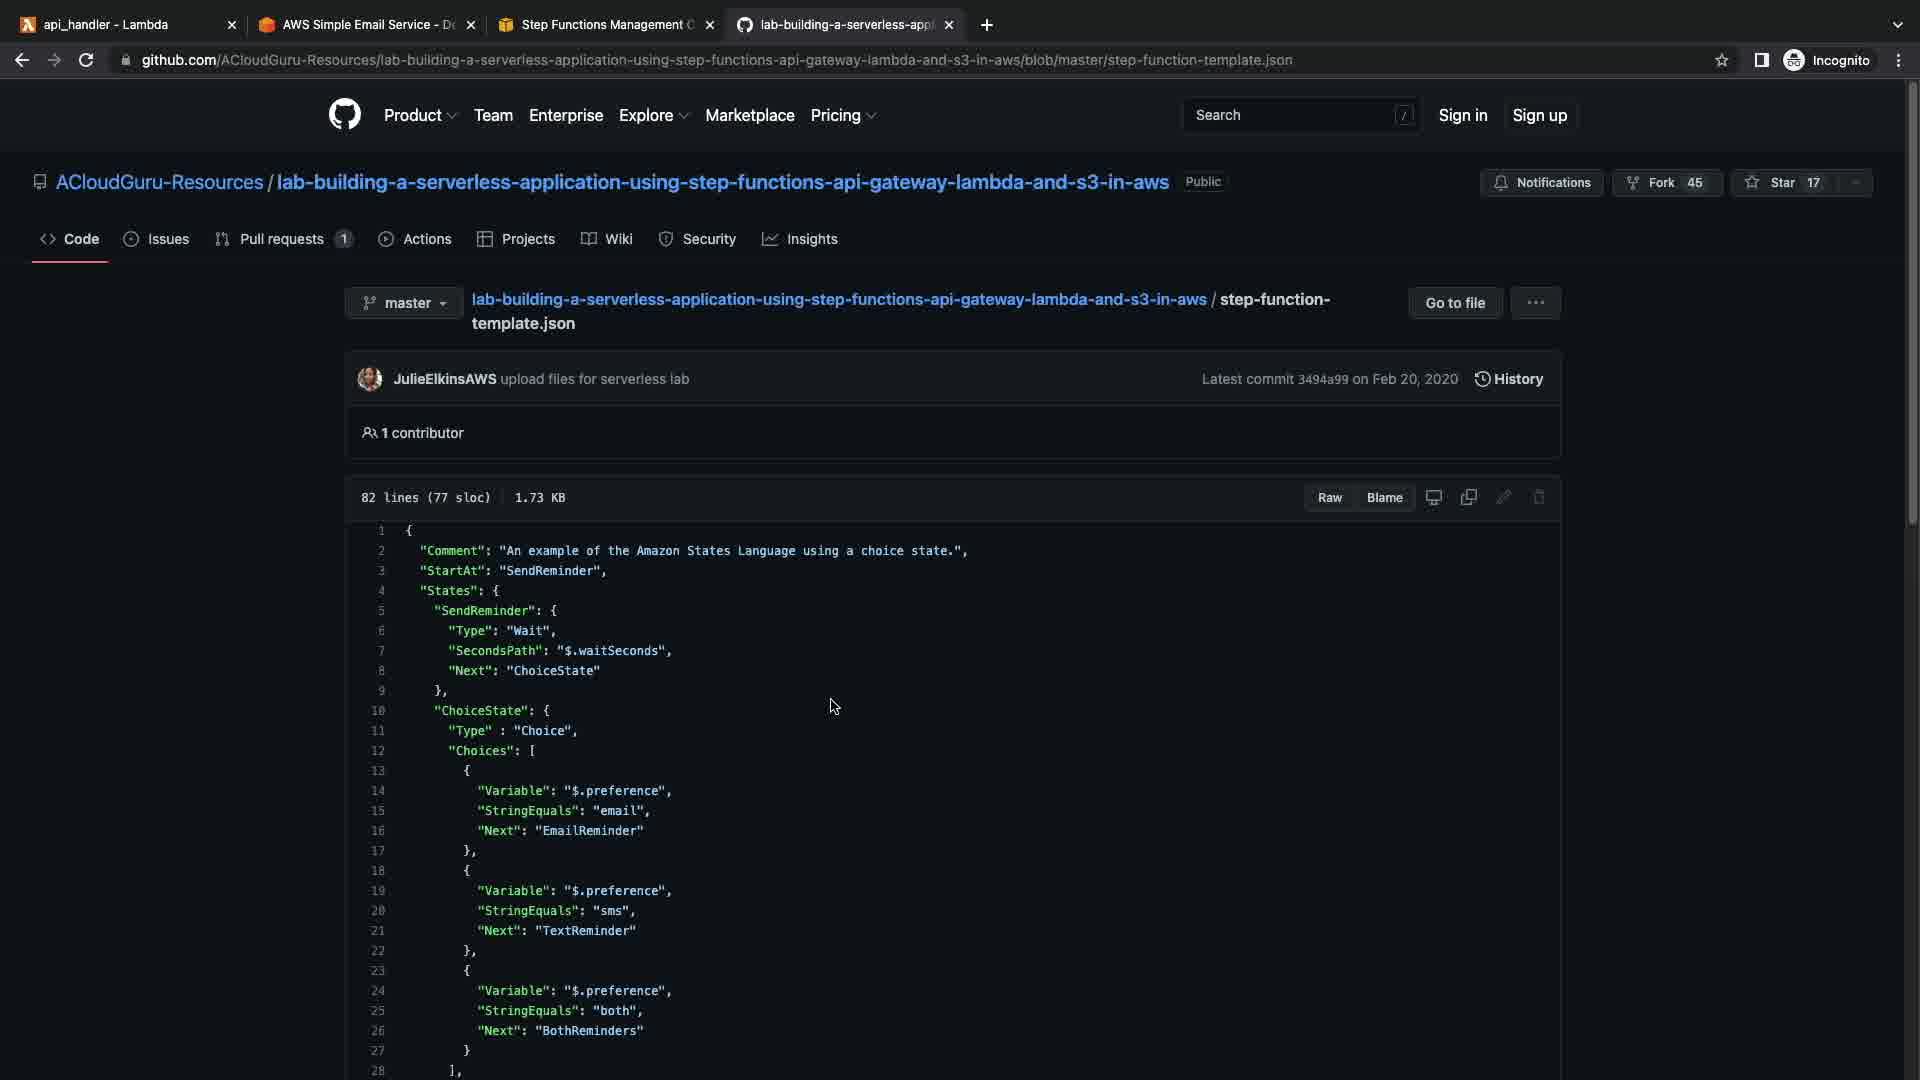 api_handler - Lambda
AWS Simple Email Service - De
Step Functions Management C
lab-building-a-serverless-appl
github.com/ACloudGuru-Resources/lab-building-a-serverless-application-using-step-functions-api-gateway-lambda-and-s3-in-aws/blob/master/step-function-template.json
Incognito
Product
Team
Enterprise
Explore
Marketplace
Pricing
Search
/
Sign in
Sign up
ACloudGuru-Resources / lab-building-a-serverless-application-using-step-functions-api-gateway-lambda-and-s3-in-aws
Public
Notifications
Fork 45
Star 17
Code
Issues
Pull requests 1
Actions
Projects
Wiki
Security
Insights
master
lab-building-a-serverless-application-using-step-functions-api-gateway-lambda-and-s3-in-aws / step-function-
template.json
Go to file
JulieElkinsAWS upload files for serverless lab
Latest commit 3494a99 on Feb 20, 2020
History
1 contributor
82 lines (77 sloc)
1.73 KB
Raw
Blame
1 {
2 "Comment": "An example of the Amazon States Language using a choice state.",
3 "StartAt": "SendReminder",
4 "States": {
5 "SendReminder": {
6 "Type": "Wait",
7 "SecondsPath": "$.waitSeconds",
8 "Next": "ChoiceState"
9 },
10 "ChoiceState": {
11 "Type" : "Choice",
12 "Choices": [
13 {
14 "Variable": "$.preference",
15 "StringEquals": "email",
16 "Next": "EmailReminder"
17 },
18 {
19 "Variable": "$.preference",
20 "StringEquals": "sms",
21 "Next": "TextReminder"
22 },
23 {
24 "Variable": "$.preference",
25 "StringEquals": "both",
26 "Next": "BothReminders"
27 }
28 ],